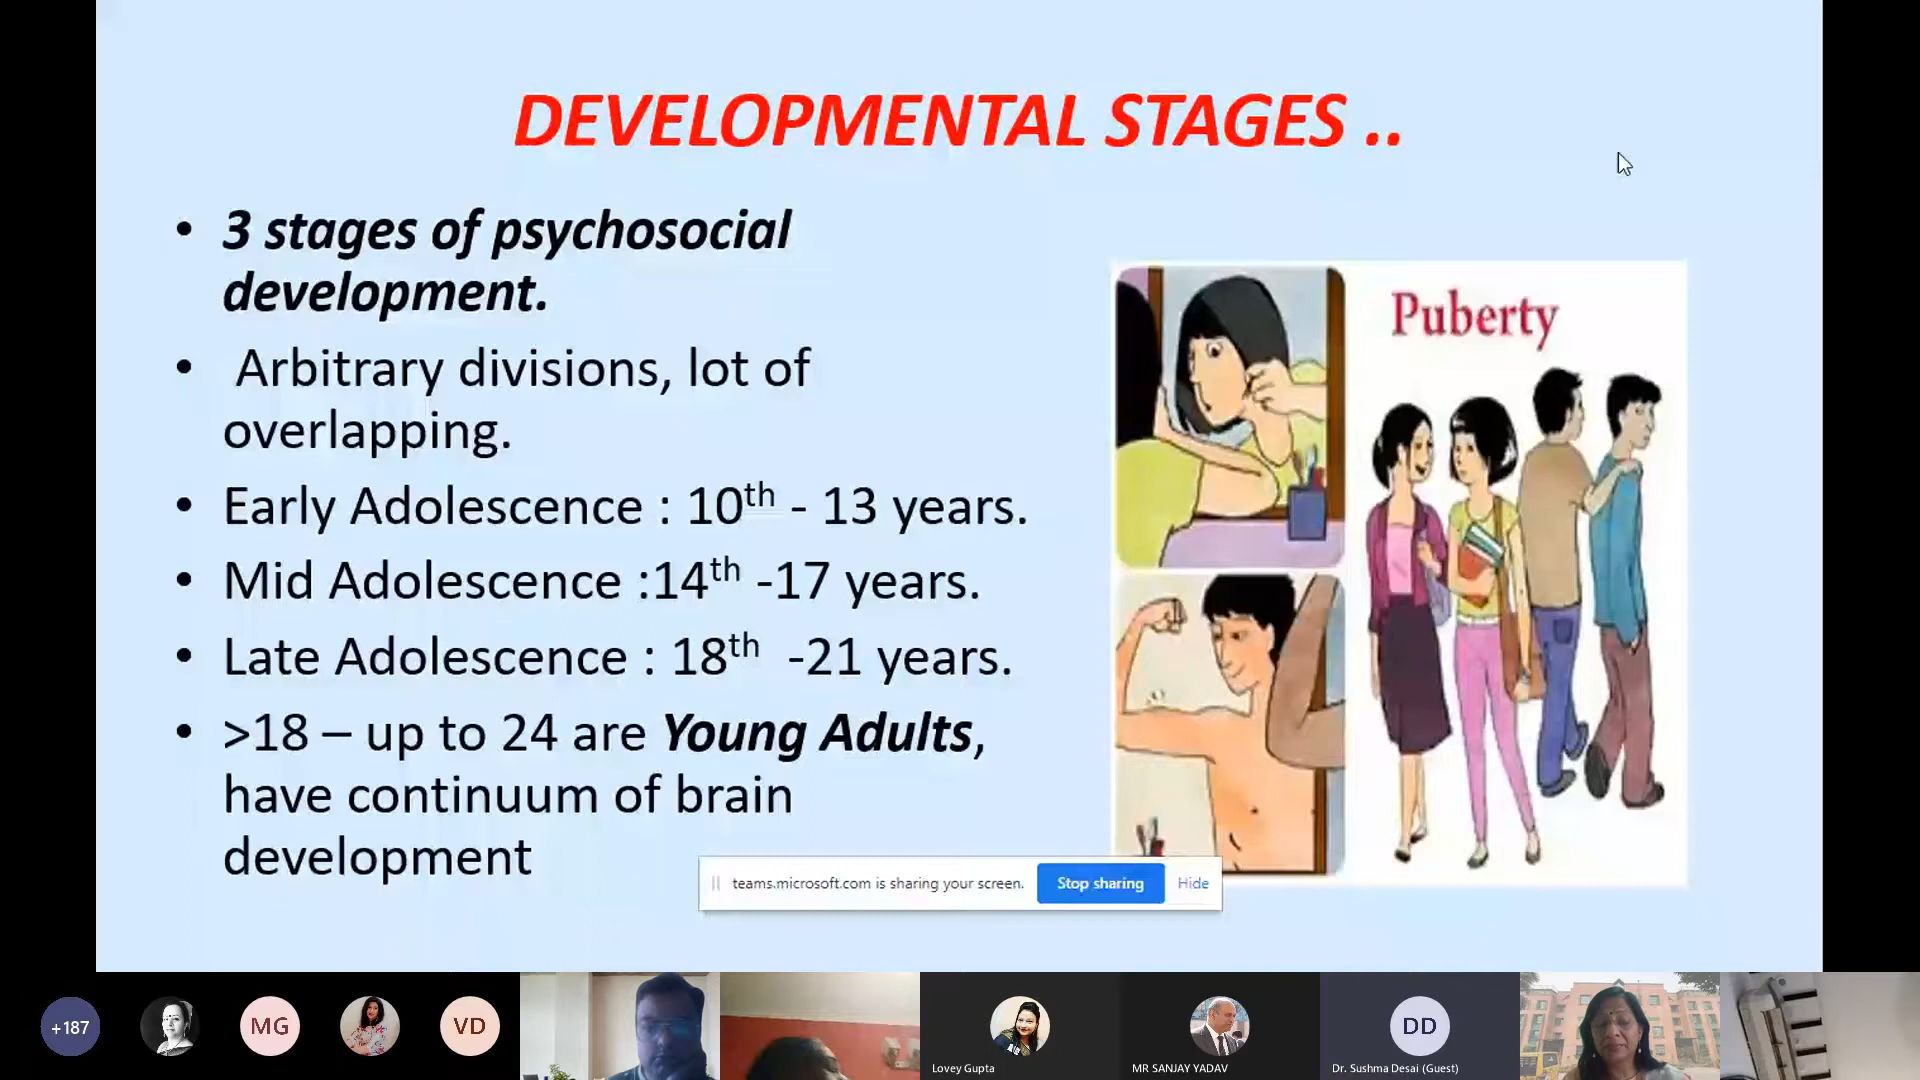 DEVELOPMENTAL STAGES ..
• 3 stages of psychosocial
development.
• Arbitrary divisions, lot of
overlapping.
• Early Adolescence : 10th - 13 years.
• Mid Adolescence :14th -17 years.
• Late Adolescence : 18th -21 years.
• >18 – up to 24 are Young Adults,
have continuum of brain
development
Puberty
teams.microsoft.com is sharing your screen. Stop sharing Hide
+187 MG VD DD
Lovey Gupta MR SANJAY YADAV Dr. Sushma Desai (Guest)